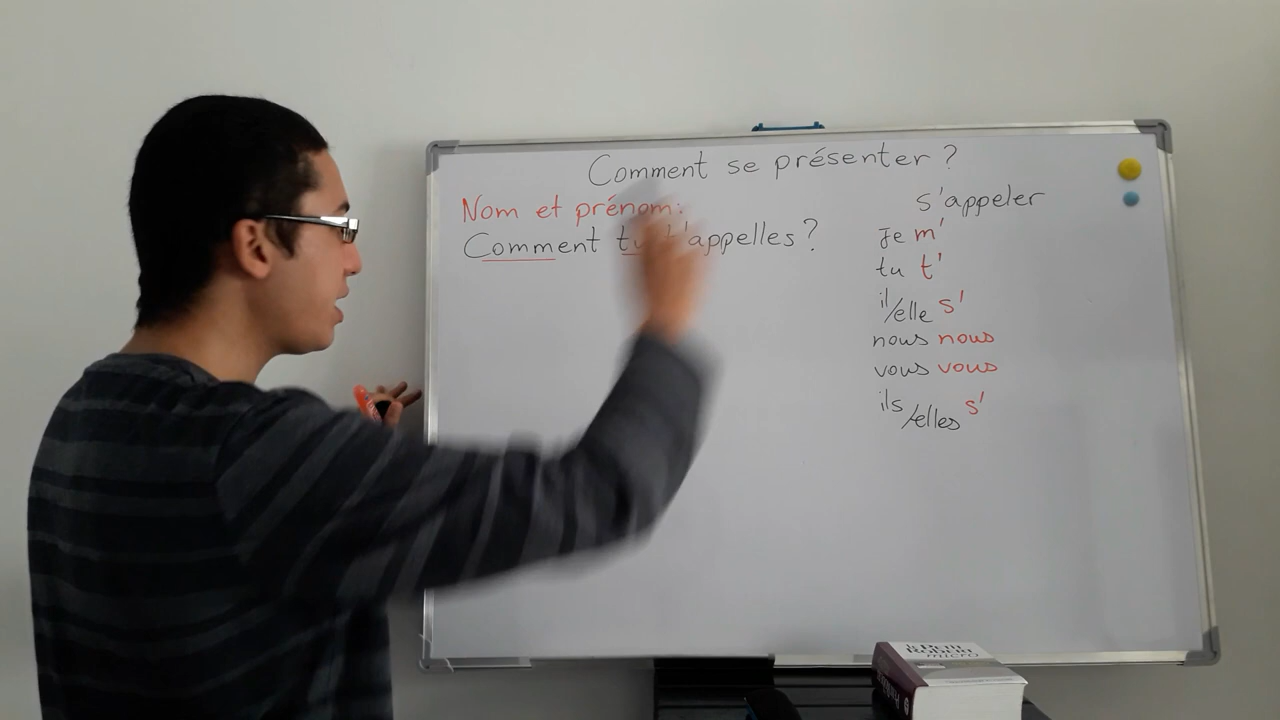 Comment se présenter ?
Nom et prénom:
Comment tu t'appelles ?
s'appeler
Je m'
tu t'
il/elle s'
nous nous
vous vous
ils/elles s'
micro